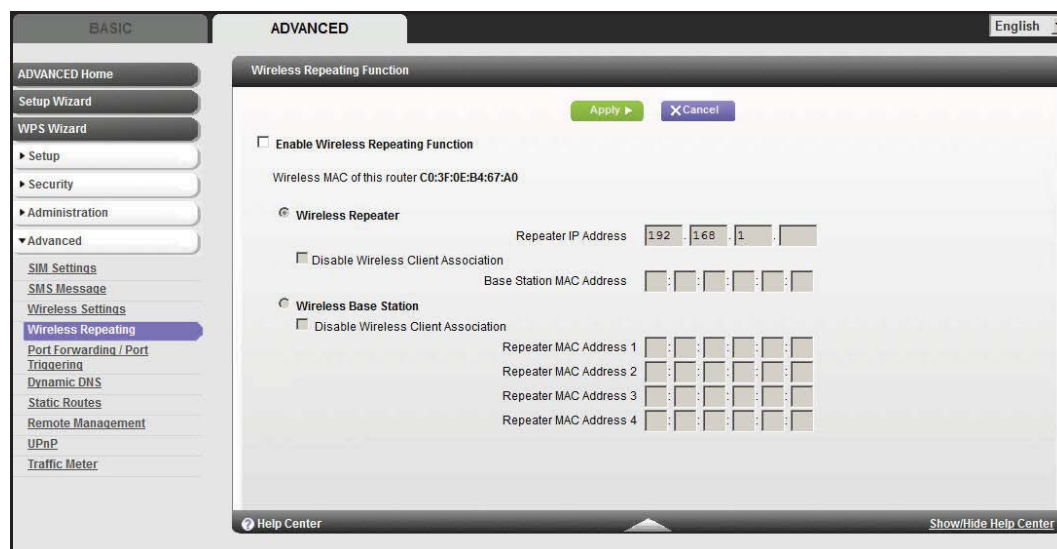 BASIC
ADVANCED
English
ADVANCED Home
Setup Wizard
WPS Wizard
Setup
Security
Administration
Advanced
SIM Settings
SMS Message
Wireless Settings
Wireless Repeating
Port Forwarding / Port
Triggering
Dynamic DNS
Static Routes
Remote Management
UPnP
Traffic Meter
Wireless Repeating Function
Apply
X Cancel
Enable Wireless Repeating Function
Wireless MAC of this router C0:3F:0E:B4:67:A0
Wireless Repeater
Repeater IP Address 192 . 168 . 1 .
Disable Wireless Client Association
Base Station MAC Address : : : : :
Wireless Base Station
Disable Wireless Client Association
Repeater MAC Address 1 : : : : :
Repeater MAC Address 2 : : : : :
Repeater MAC Address 3 : : : : :
Repeater MAC Address 4 : : : : :
? Help Center
Show/Hide Help Center